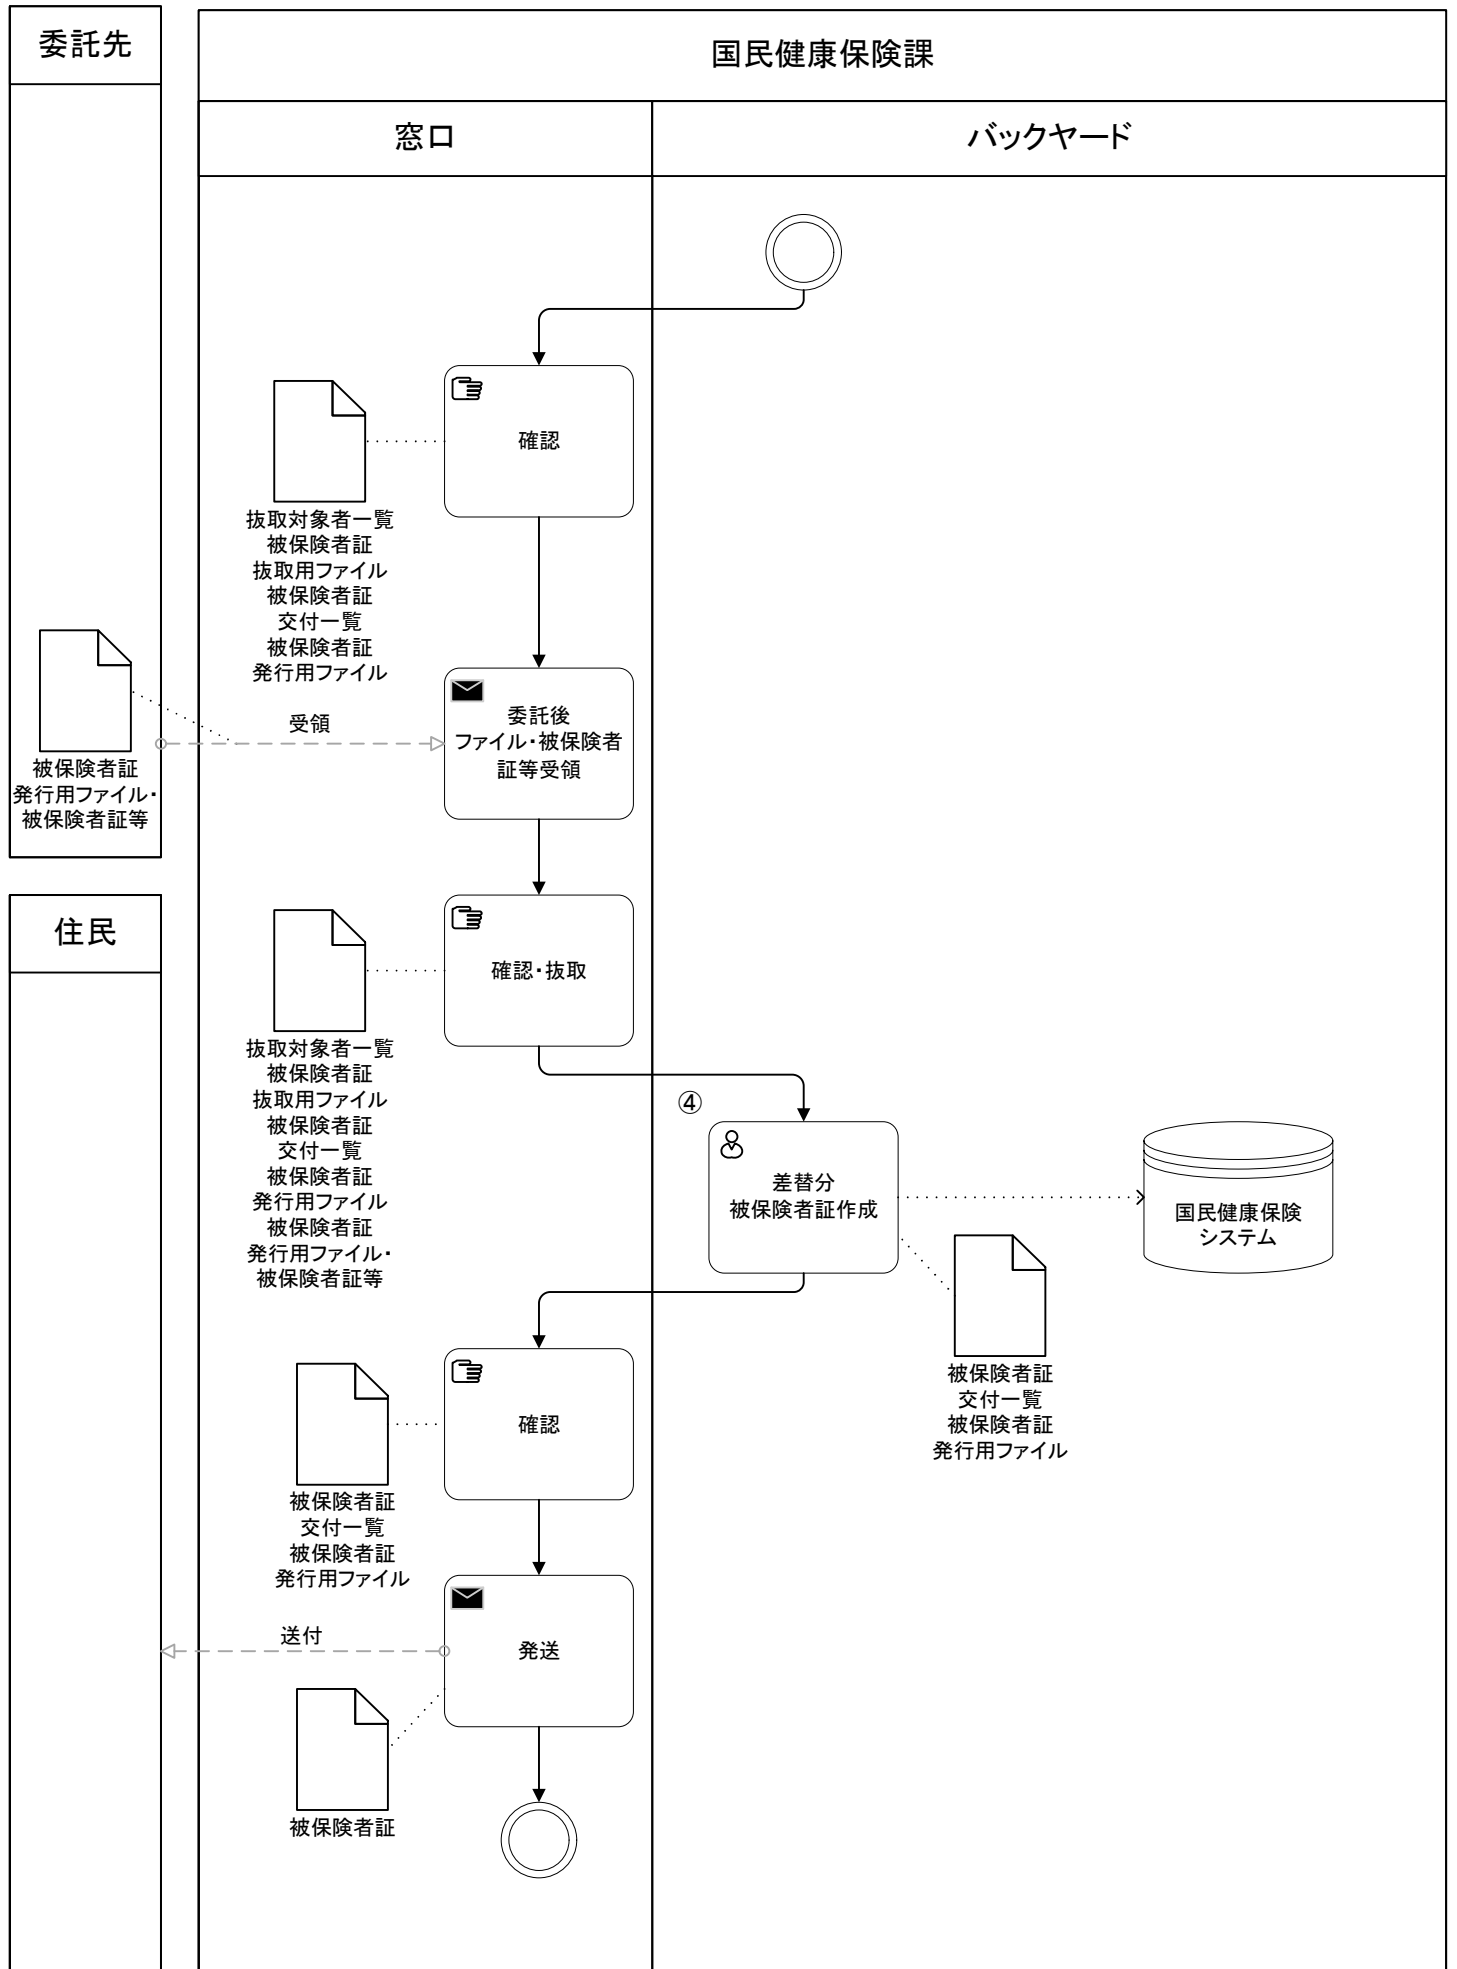 委託先
国民健康保険課
窓口
バックヤード
確認
抜取対象者一覧
被保険者証
抜取用ファイル
被保険者証
交付一覧
被保険者証
発行用ファイル
受領
委託後
ファイル・被保険者
証等受領
被保険者証
発行用ファイル・
被保険者証等
住民
確認・抜取
抜取対象者一覧
被保険者証
抜取用ファイル
被保険者証
交付一覧
被保険者証
発行用ファイル
被保険者証
発行用ファイル・
被保険者証等
④
差替分
被保険者証作成
国民健康保険
システム
被保険者証
交付一覧
被保険者証
発行用ファイル
確認
被保険者証
交付一覧
被保険者証
発行用ファイル
送付
発送
被保険者証